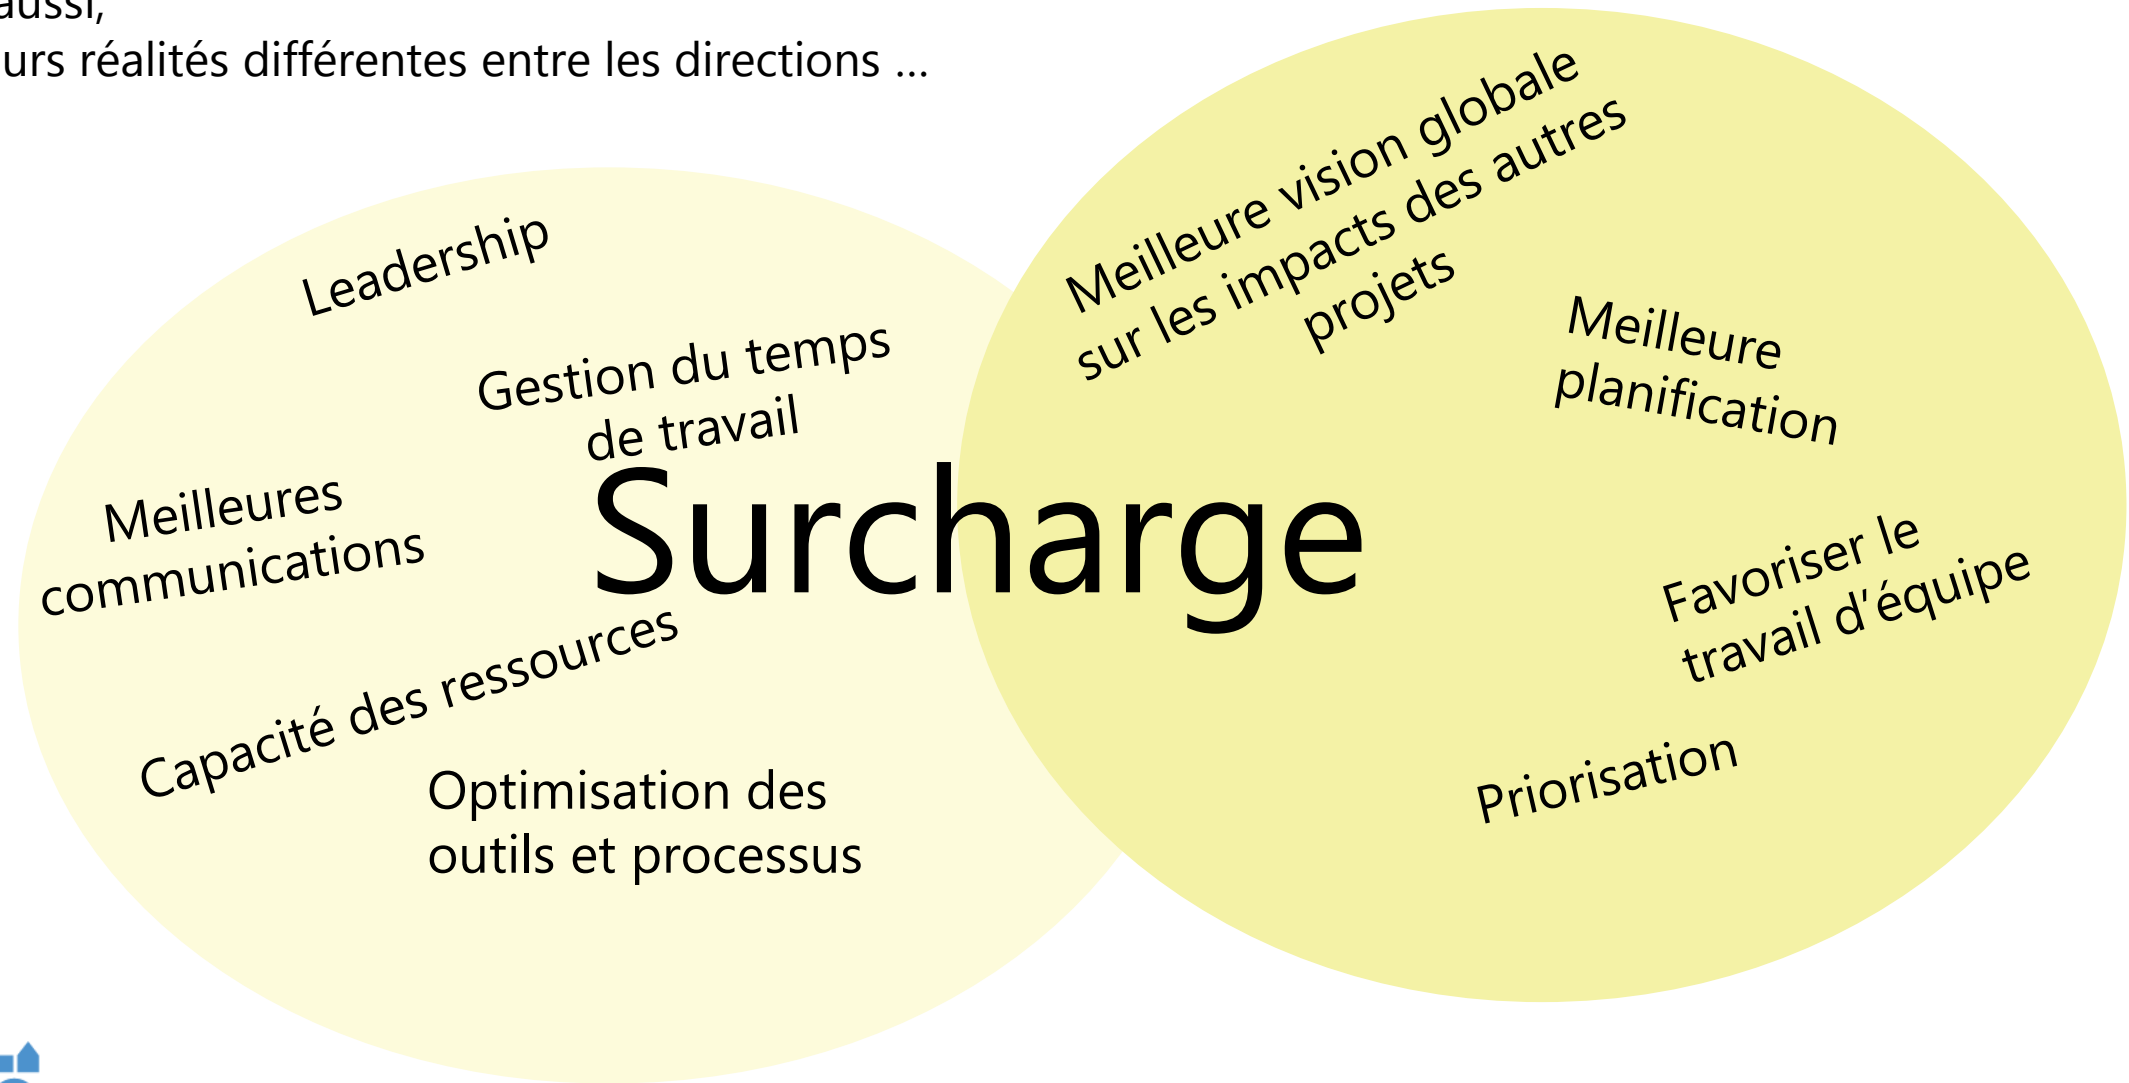 aussi,
urs réalités différentes entre les directions ...
Leadership
Gestion du temps
de travail
Meilleures
communications
Capacité des ressources
Optimisation des
outils et processus
Surcharge
Meilleure vision globale
sur les impacts des autres
projets
Meilleure
planification
Favoriser le
travail d’équipe
Priorisation